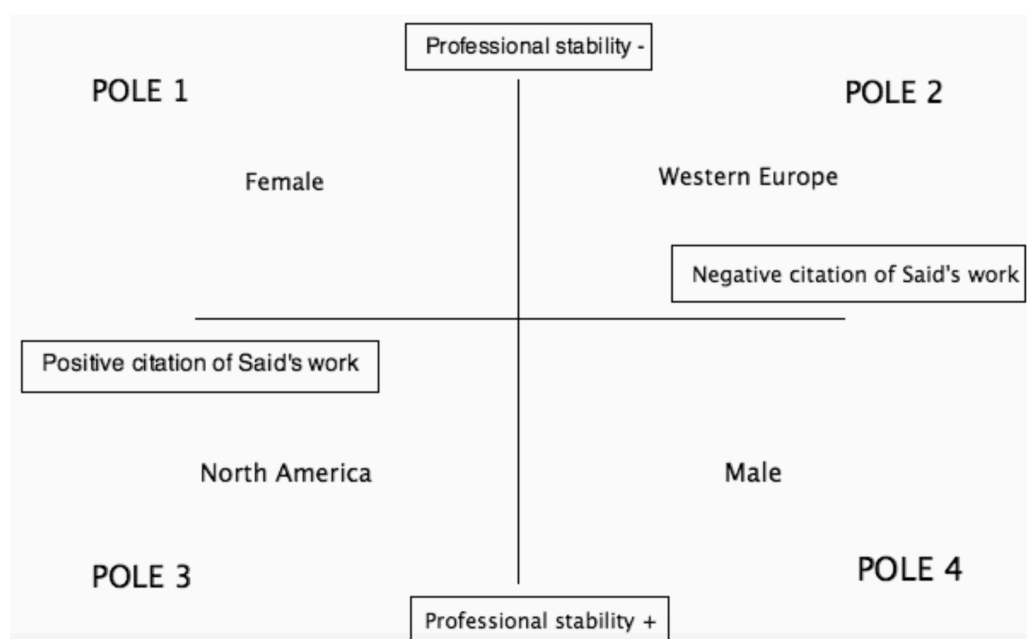 Professional stability -
POLE 1
POLE 2
Female
Western Europe
Negative citation of Said's work
Positive citation of Said's work
North America
Male
POLE 3
POLE 4
Professional stability +